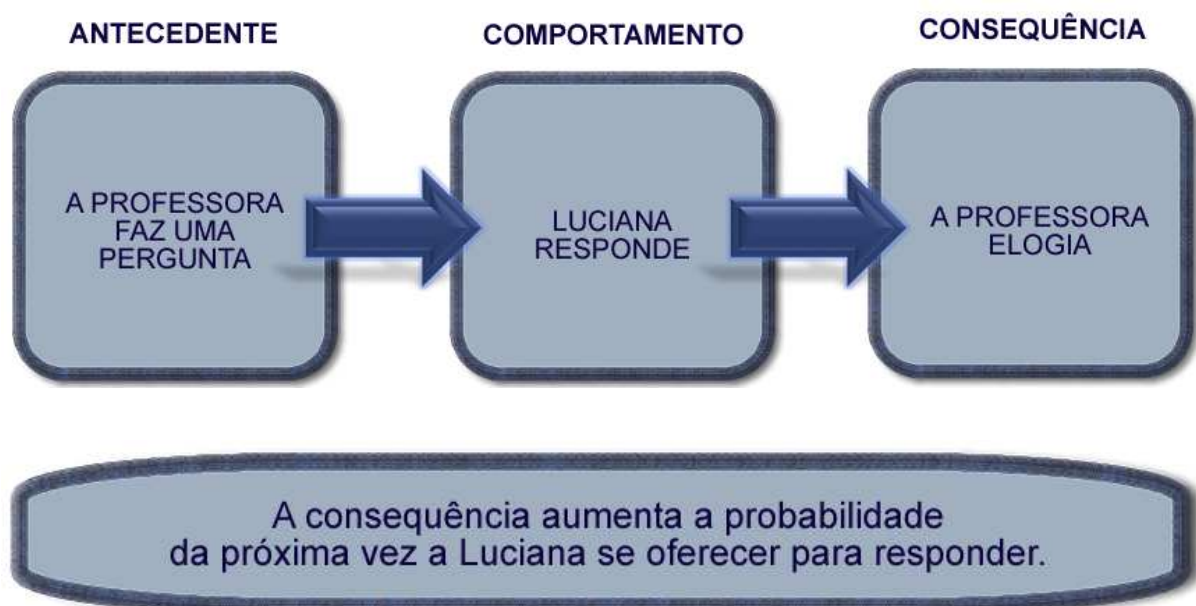 ANTECEDENTE
COMPORTAMENTO
CONSEQUÊNCIA
A PROFESSORA
FAZ UMA
PERGUNTA
LUCIANA
RESPONDE
A PROFESSORA
ELOGIA
A consequência aumenta a probabilidade
da próxima vez a Luciana se oferecer para responder.